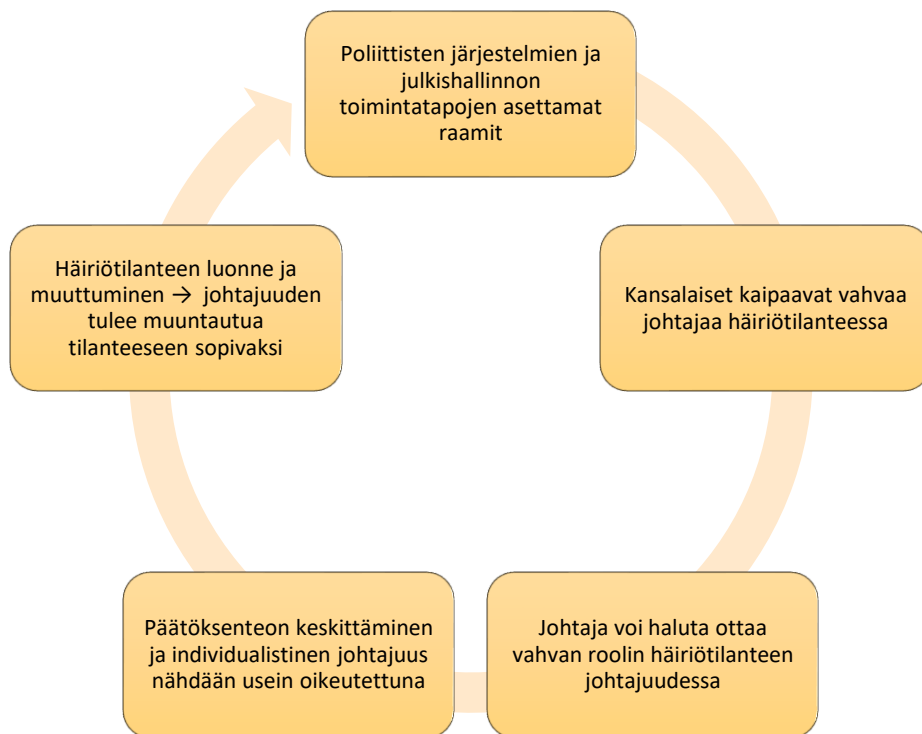 Poliittisten järjestelmien ja
julkishallinnon
toimintatapojen asettamat
raamit
Kansalaiset kaipaavat vahvaa
johtajaa häiriötilanteessa
Johtaja voi haluta ottaa
vahvan roolin häiriötilanteen
johtajuudessa
Päätöksenteon keskittäminen
ja individualistinen johtajuus
nähdään usein oikeutettuna
Häiriötilanteen luonne ja
muuttuminen → johtajuuden
tulee muuntautua
tilanteeseen sopivaksi